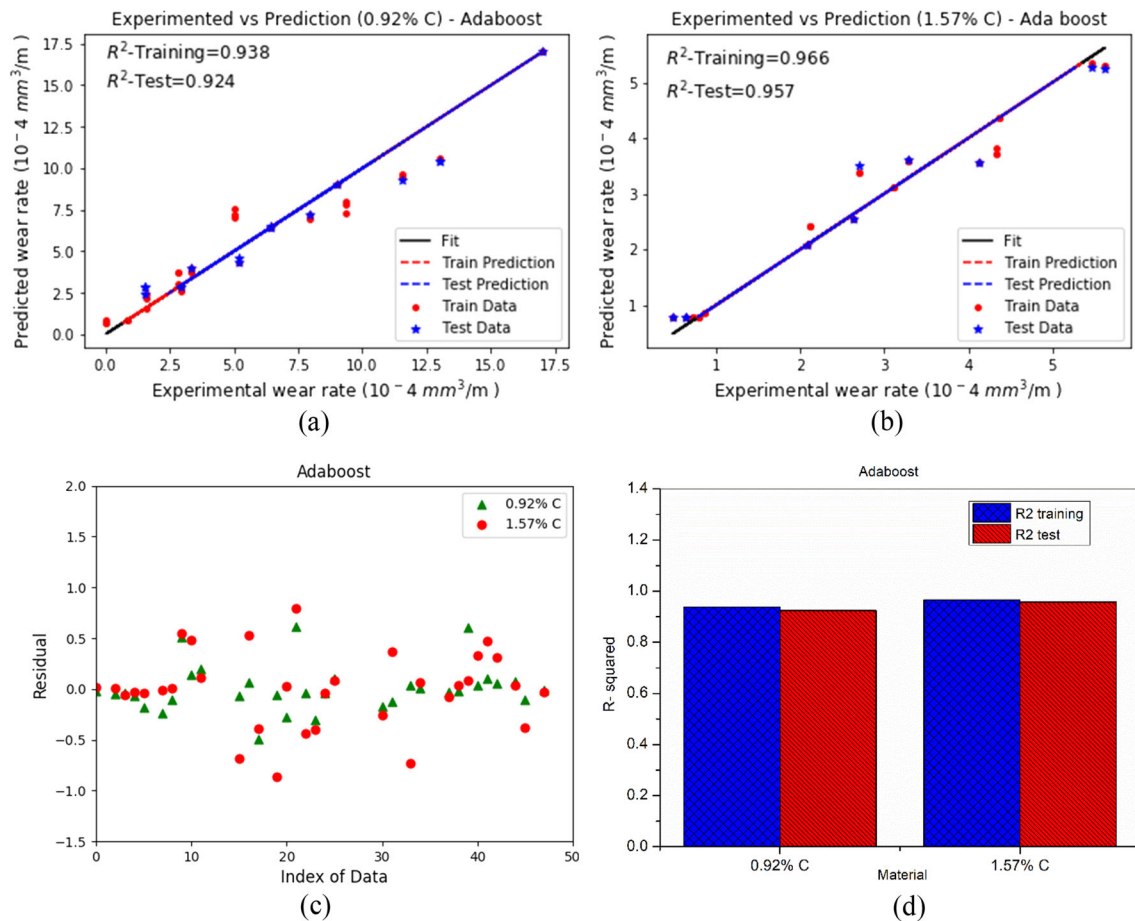 Experimented vs Prediction (0.92% C) - Adaboost
R²-Training=0.938
R²-Test=0.924
17.5
15.0
12.5
10.0
7.5
5.0
2.5
0.0
Predicted wear rate (10⁻4 mm³/m)
Fit
Train Prediction
Test Prediction
Train Data
Test Data
0.0 2.5 5.0 7.5 10.0 12.5 15.0 17.5
Experimental wear rate (10⁻4 mm³/m )
(a)
Experimented vs Prediction (1.57% C) - Ada boost
R²-Training=0.966
R²-Test=0.957
5
4
3
2
1
Predicted wear rate (10⁻4 mm³/m )
Fit
Train Prediction
Test Prediction
Train Data
Test Data
1 2 3 4 5
Experimental wear rate (10⁻4 mm³/m )
(b)
Adaboost
2.0
1.5
1.0
0.5
0.0
-0.5
-1.0
-1.5
Residual
0.92% C
1.57% C
0 10 20 30 40 50
Index of Data
(c)
Adaboost
1.4
1.2
1.0
0.8
0.6
0.4
0.2
0.0
R- squared
R2 training
R2 test
0.92% C 1.57% C
Material
(d)